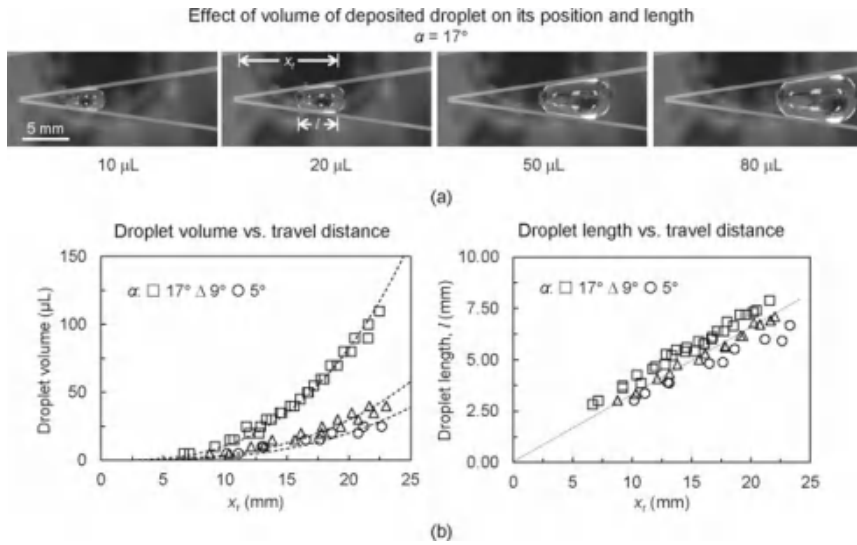 Effect of volume of deposited droplet on its position and length
α = 17°
xᵣ
l
5 mm
10 µL
20 µL
50 µL
80 µL
(a)
Droplet volume vs. travel distance
150
100
50
0
Droplet volume (µL)
α: □ 17° Δ 9° ○ 5°
0 5 10 15 20 25
xᵣ (mm)
Droplet length vs. travel distance
10.00
7.50
5.00
2.50
0.00
Droplet length, l (mm)
α: □ 17° Δ 9° ○ 5°
0 5 10 15 20 25
xᵣ (mm)
(b)